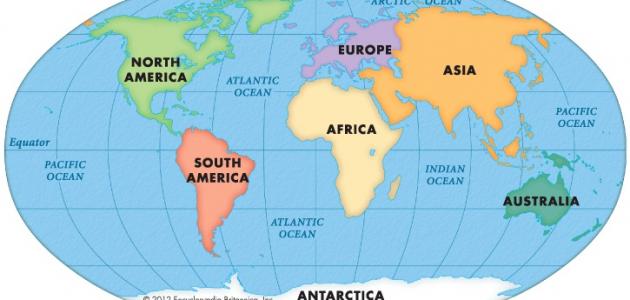 ARCTIC OCEAN
EUROPE
NORTH
AMERICA
ASIA
ATLANTIC
OCEAN
PACIFIC
OCEAN
AFRICA
Equator
PACIFIC
OCEAN
SOUTH
AMERICA
INDIAN
OCEAN
AUSTRALIA
ATLANTIC
OCEAN
ANTARCTICA
© 2012 Encyclopædia Britannica, Inc.